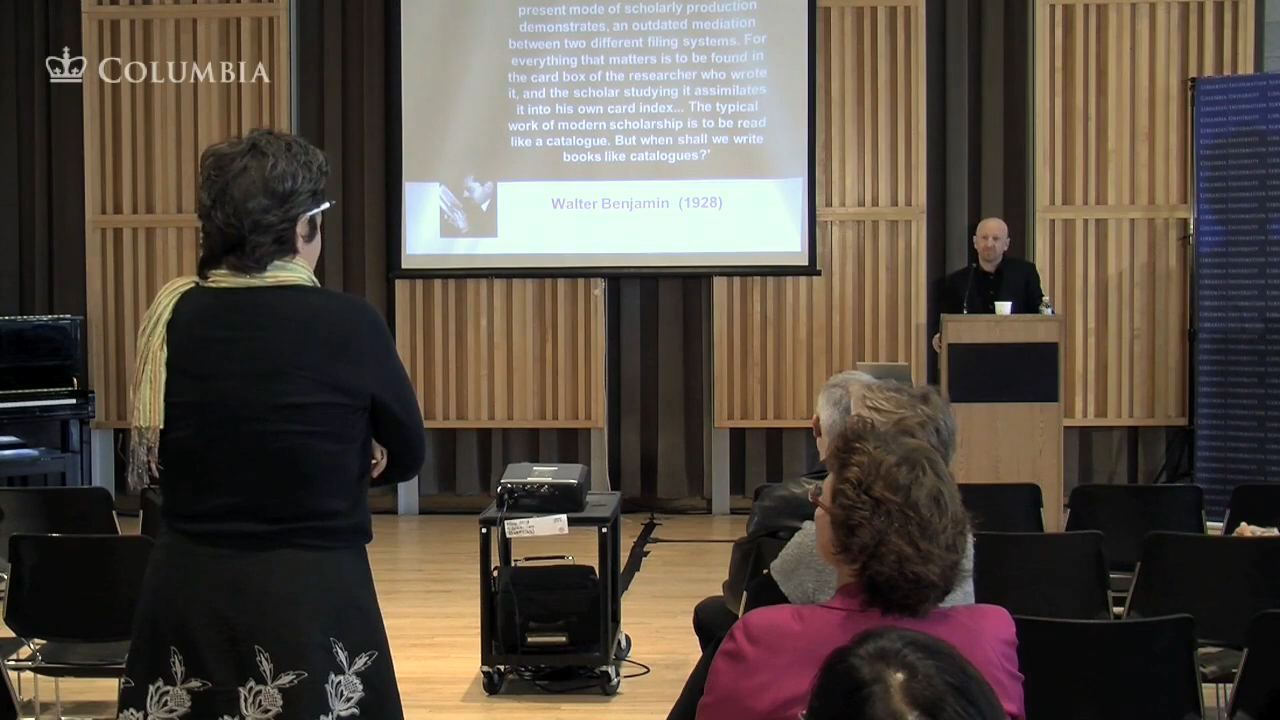 COLUMBIA
present mode of scholarly production
demonstrates, an outdated mediation
between two different filing systems. For
everything that matters is to be found in
the card box of the researcher who wrote
it, and the scholar studying it assimilates
it into his own card index... The typical
work of modern scholarship is to be read
like a catalogue. But when shall we write
books like catalogues?'
Walter Benjamin (1928)